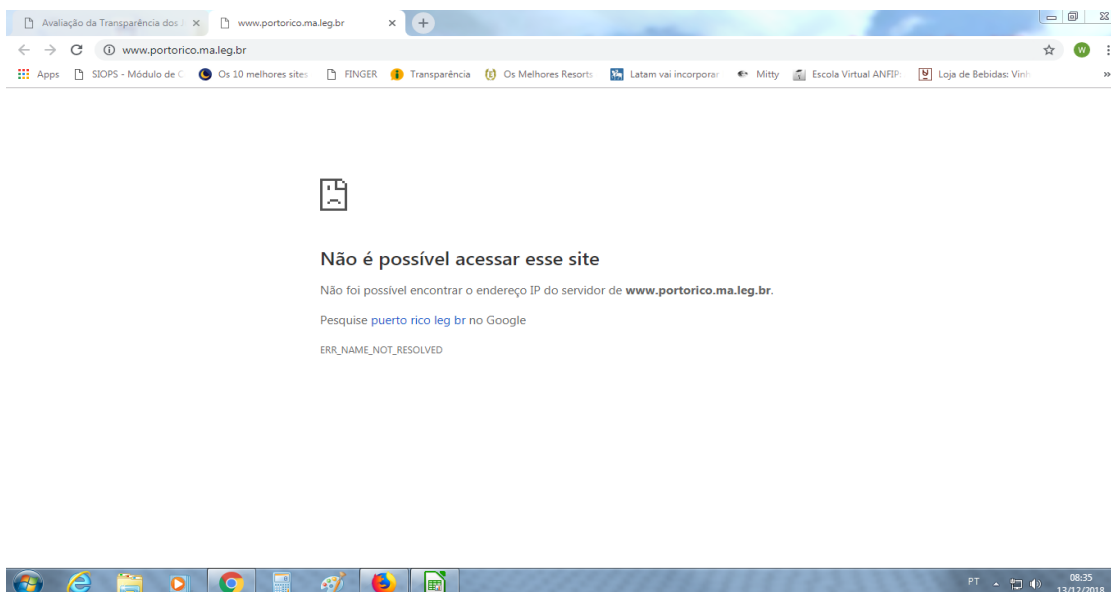 Avaliação da Transparência dos
www.portorico.ma.leg.br
www.portorico.ma.leg.br
Apps SIOPS - Módulo de C Os 10 melhores sites FINGER Transparência Os Melhores Resorts Latam vai incorporar Mitty Escola Virtual ANFIP: Loja de Bebidas: Vinh
W
Não é possível acessar esse site
Não foi possível encontrar o endereço IP do servidor de www.portorico.ma.leg.br.
Pesquise puerto rico leg br no Google
ERR_NAME_NOT_RESOLVED
PT
08:35
13/12/2018